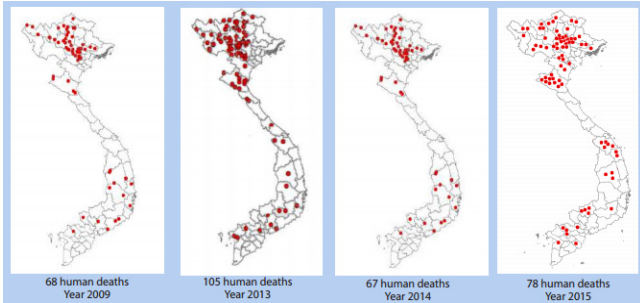 68 human deaths
Year 2009
105 human deaths
Year 2013
67 human deaths
Year 2014
78 human deaths
Year 2015